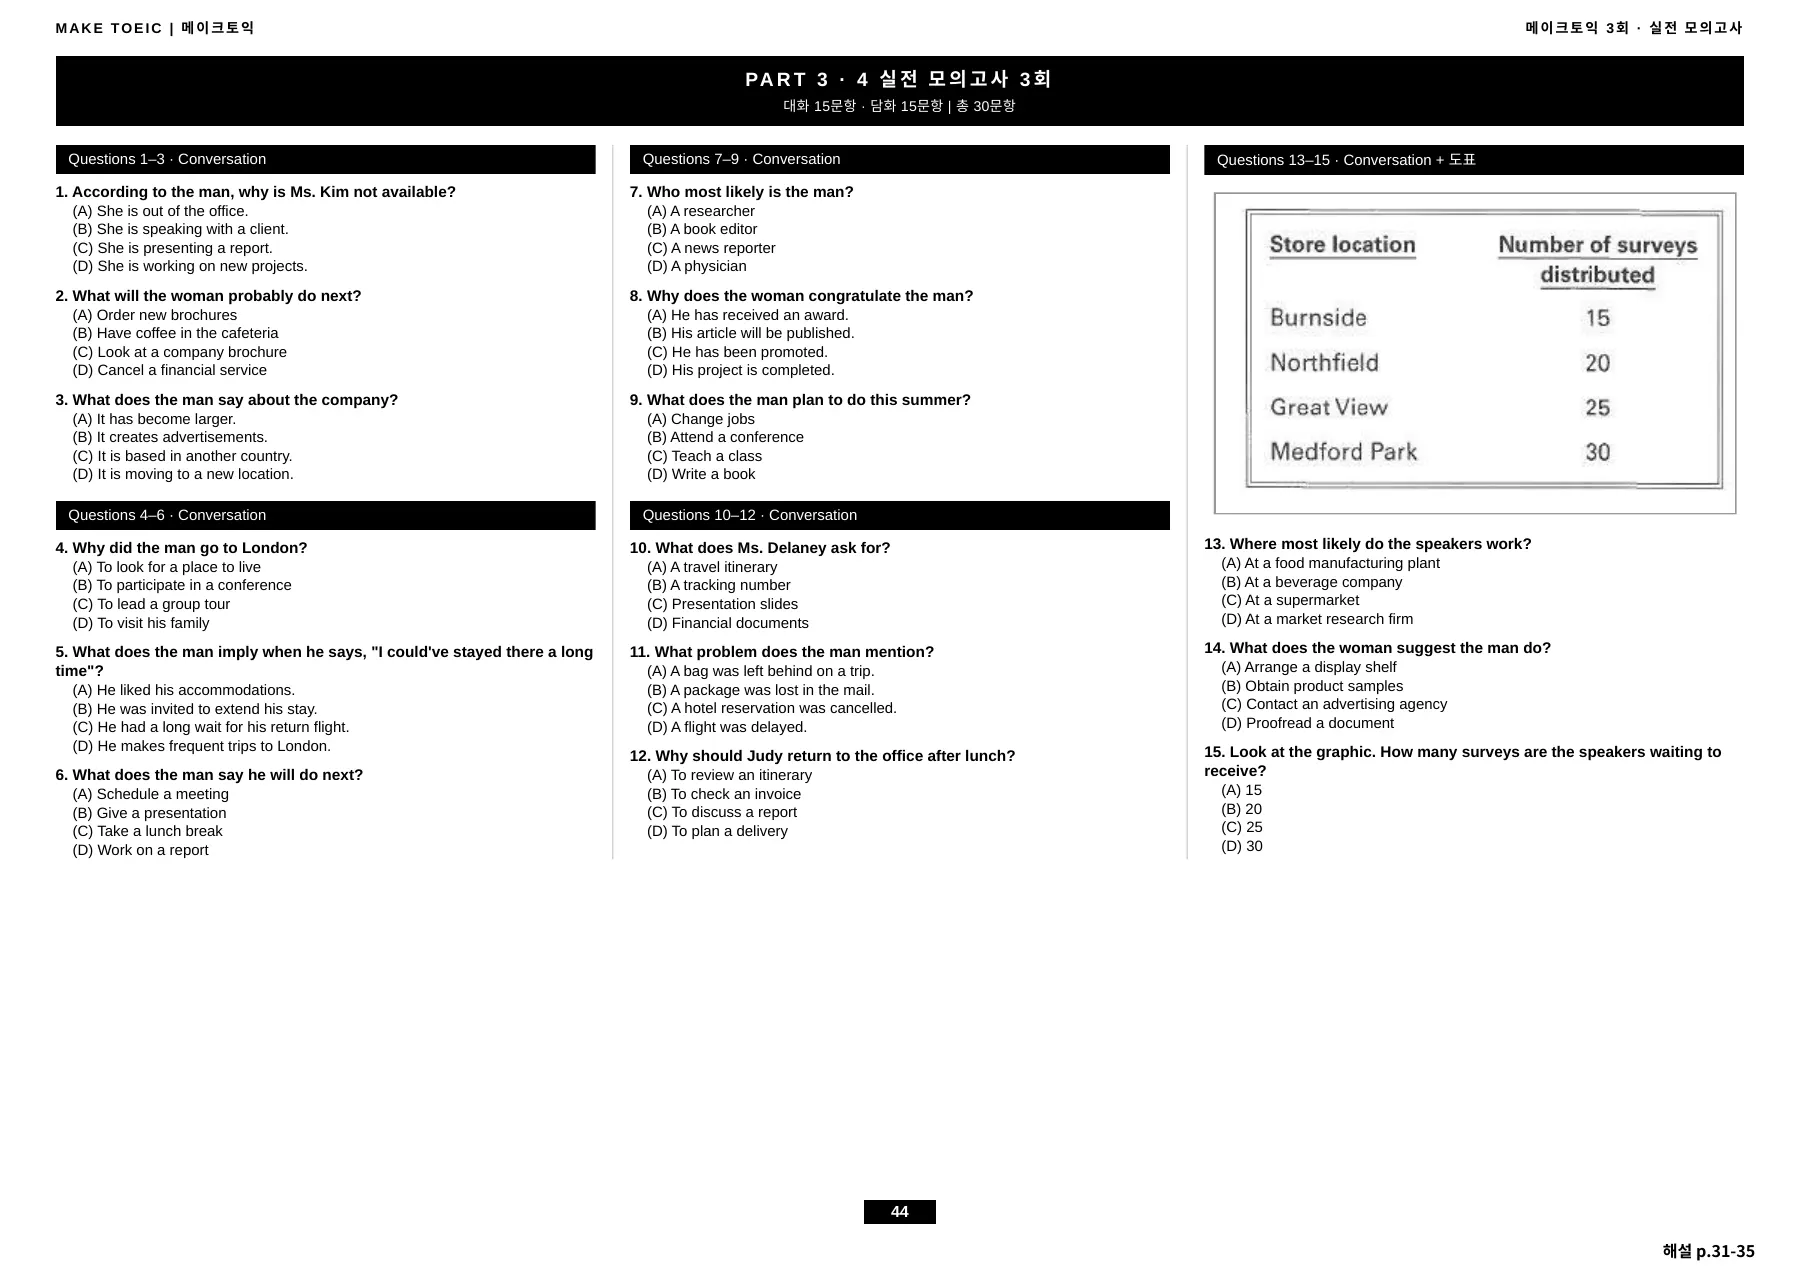 MAKE TOEIC | 메이크토익
메이크토익 3회 · 실전 모의고사
PART 3 · 4 실전 모의고사 3회
대화 15문항 · 담화 15문항 | 총 30문항
Questions 1–3 · Conversation
1. According to the man, why is Ms. Kim not available?
(A) She is out of the office.
(B) She is speaking with a client.
(C) She is presenting a report.
(D) She is working on new projects.
2. What will the woman probably do next?
(A) Order new brochures
(B) Have coffee in the cafeteria
(C) Look at a company brochure
(D) Cancel a financial service
3. What does the man say about the company?
(A) It has become larger.
(B) It creates advertisements.
(C) It is based in another country.
(D) It is moving to a new location.
Questions 4–6 · Conversation
4. Why did the man go to London?
(A) To look for a place to live
(B) To participate in a conference
(C) To lead a group tour
(D) To visit his family
5. What does the man imply when he says, "I could've stayed there a long
time"?
(A) He liked his accommodations.
(B) He was invited to extend his stay.
(C) He had a long wait for his return flight.
(D) He makes frequent trips to London.
6. What does the man say he will do next?
(A) Schedule a meeting
(B) Give a presentation
(C) Take a lunch break
(D) Work on a report
Questions 7–9 · Conversation
7. Who most likely is the man?
(A) A researcher
(B) A book editor
(C) A news reporter
(D) A physician
8. Why does the woman congratulate the man?
(A) He has received an award.
(B) His article will be published.
(C) He has been promoted.
(D) His project is completed.
9. What does the man plan to do this summer?
(A) Change jobs
(B) Attend a conference
(C) Teach a class
(D) Write a book
Questions 10–12 · Conversation
10. What does Ms. Delaney ask for?
(A) A travel itinerary
(B) A tracking number
(C) Presentation slides
(D) Financial documents
11. What problem does the man mention?
(A) A bag was left behind on a trip.
(B) A package was lost in the mail.
(C) A hotel reservation was cancelled.
(D) A flight was delayed.
12. Why should Judy return to the office after lunch?
(A) To review an itinerary
(B) To check an invoice
(C) To discuss a report
(D) To plan a delivery
Questions 13–15 · Conversation + 도표
Store location Number of surveys
distributed
Burnside 15
Northfield 20
Great View 25
Medford Park 30
13. Where most likely do the speakers work?
(A) At a food manufacturing plant
(B) At a beverage company
(C) At a supermarket
(D) At a market research firm
14. What does the woman suggest the man do?
(A) Arrange a display shelf
(B) Obtain product samples
(C) Contact an advertising agency
(D) Proofread a document
15. Look at the graphic. How many surveys are the speakers waiting to
receive?
(A) 15
(B) 20
(C) 25
(D) 30
44
해설 p.31-35